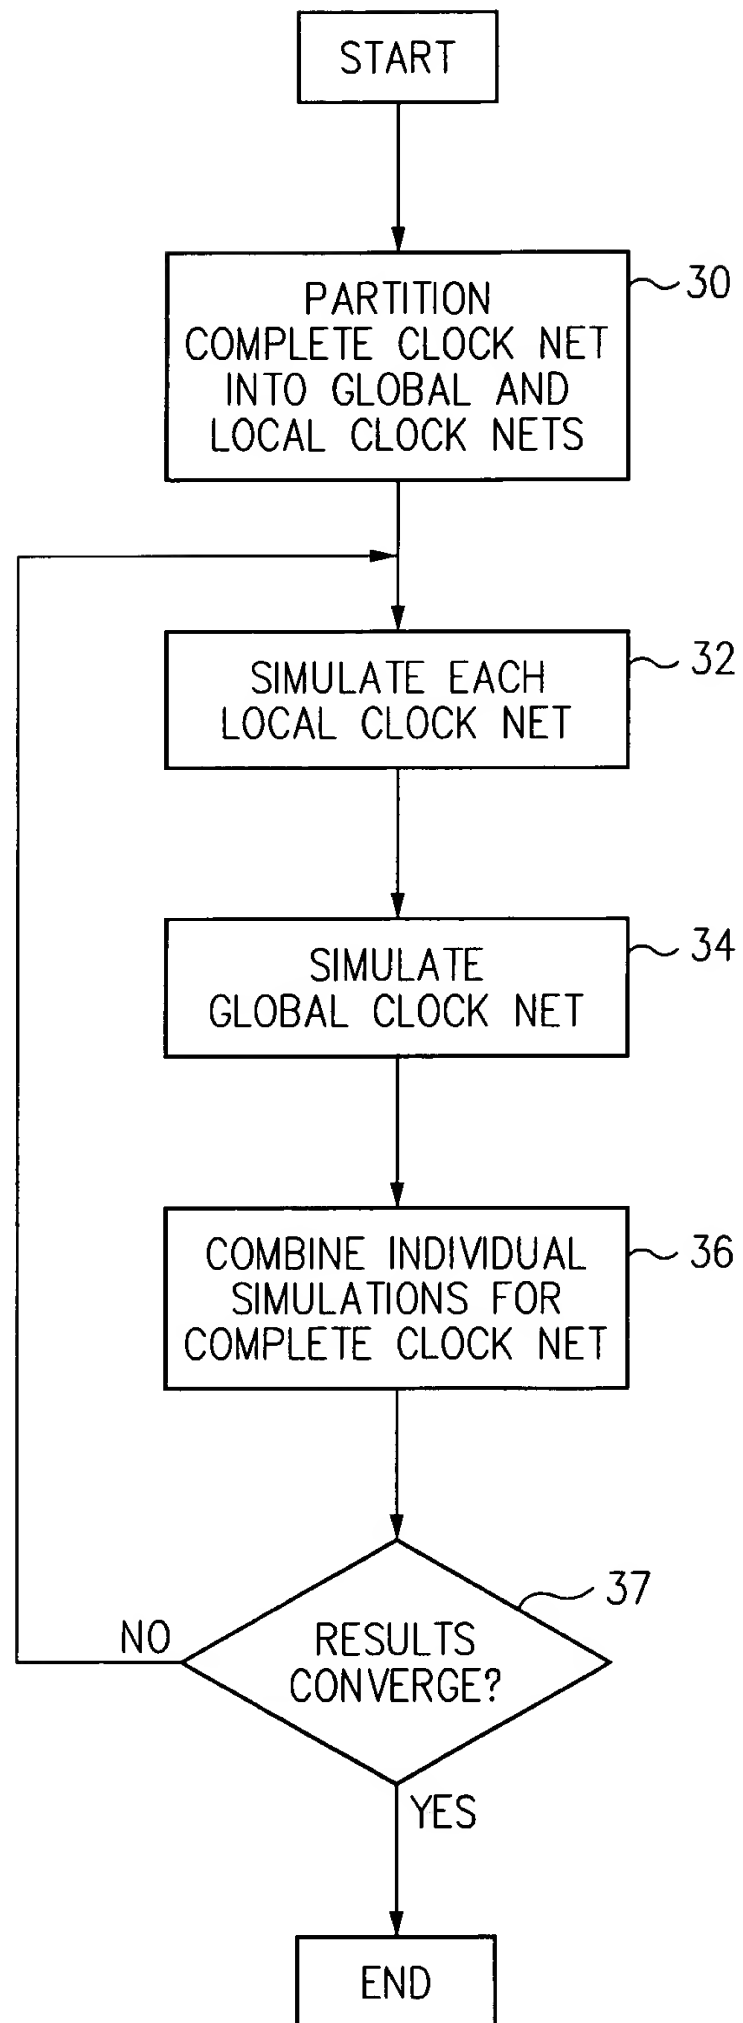 START
PARTITION
COMPLETE CLOCK NET
INTO GLOBAL AND
LOCAL CLOCK NETS
30
SIMULATE EACH
LOCAL CLOCK NET
32
SIMULATE
GLOBAL CLOCK NET
34
COMBINE INDIVIDUAL
SIMULATIONS FOR
COMPLETE CLOCK NET
36
RESULTS
CONVERGE?
37
NO
YES
END